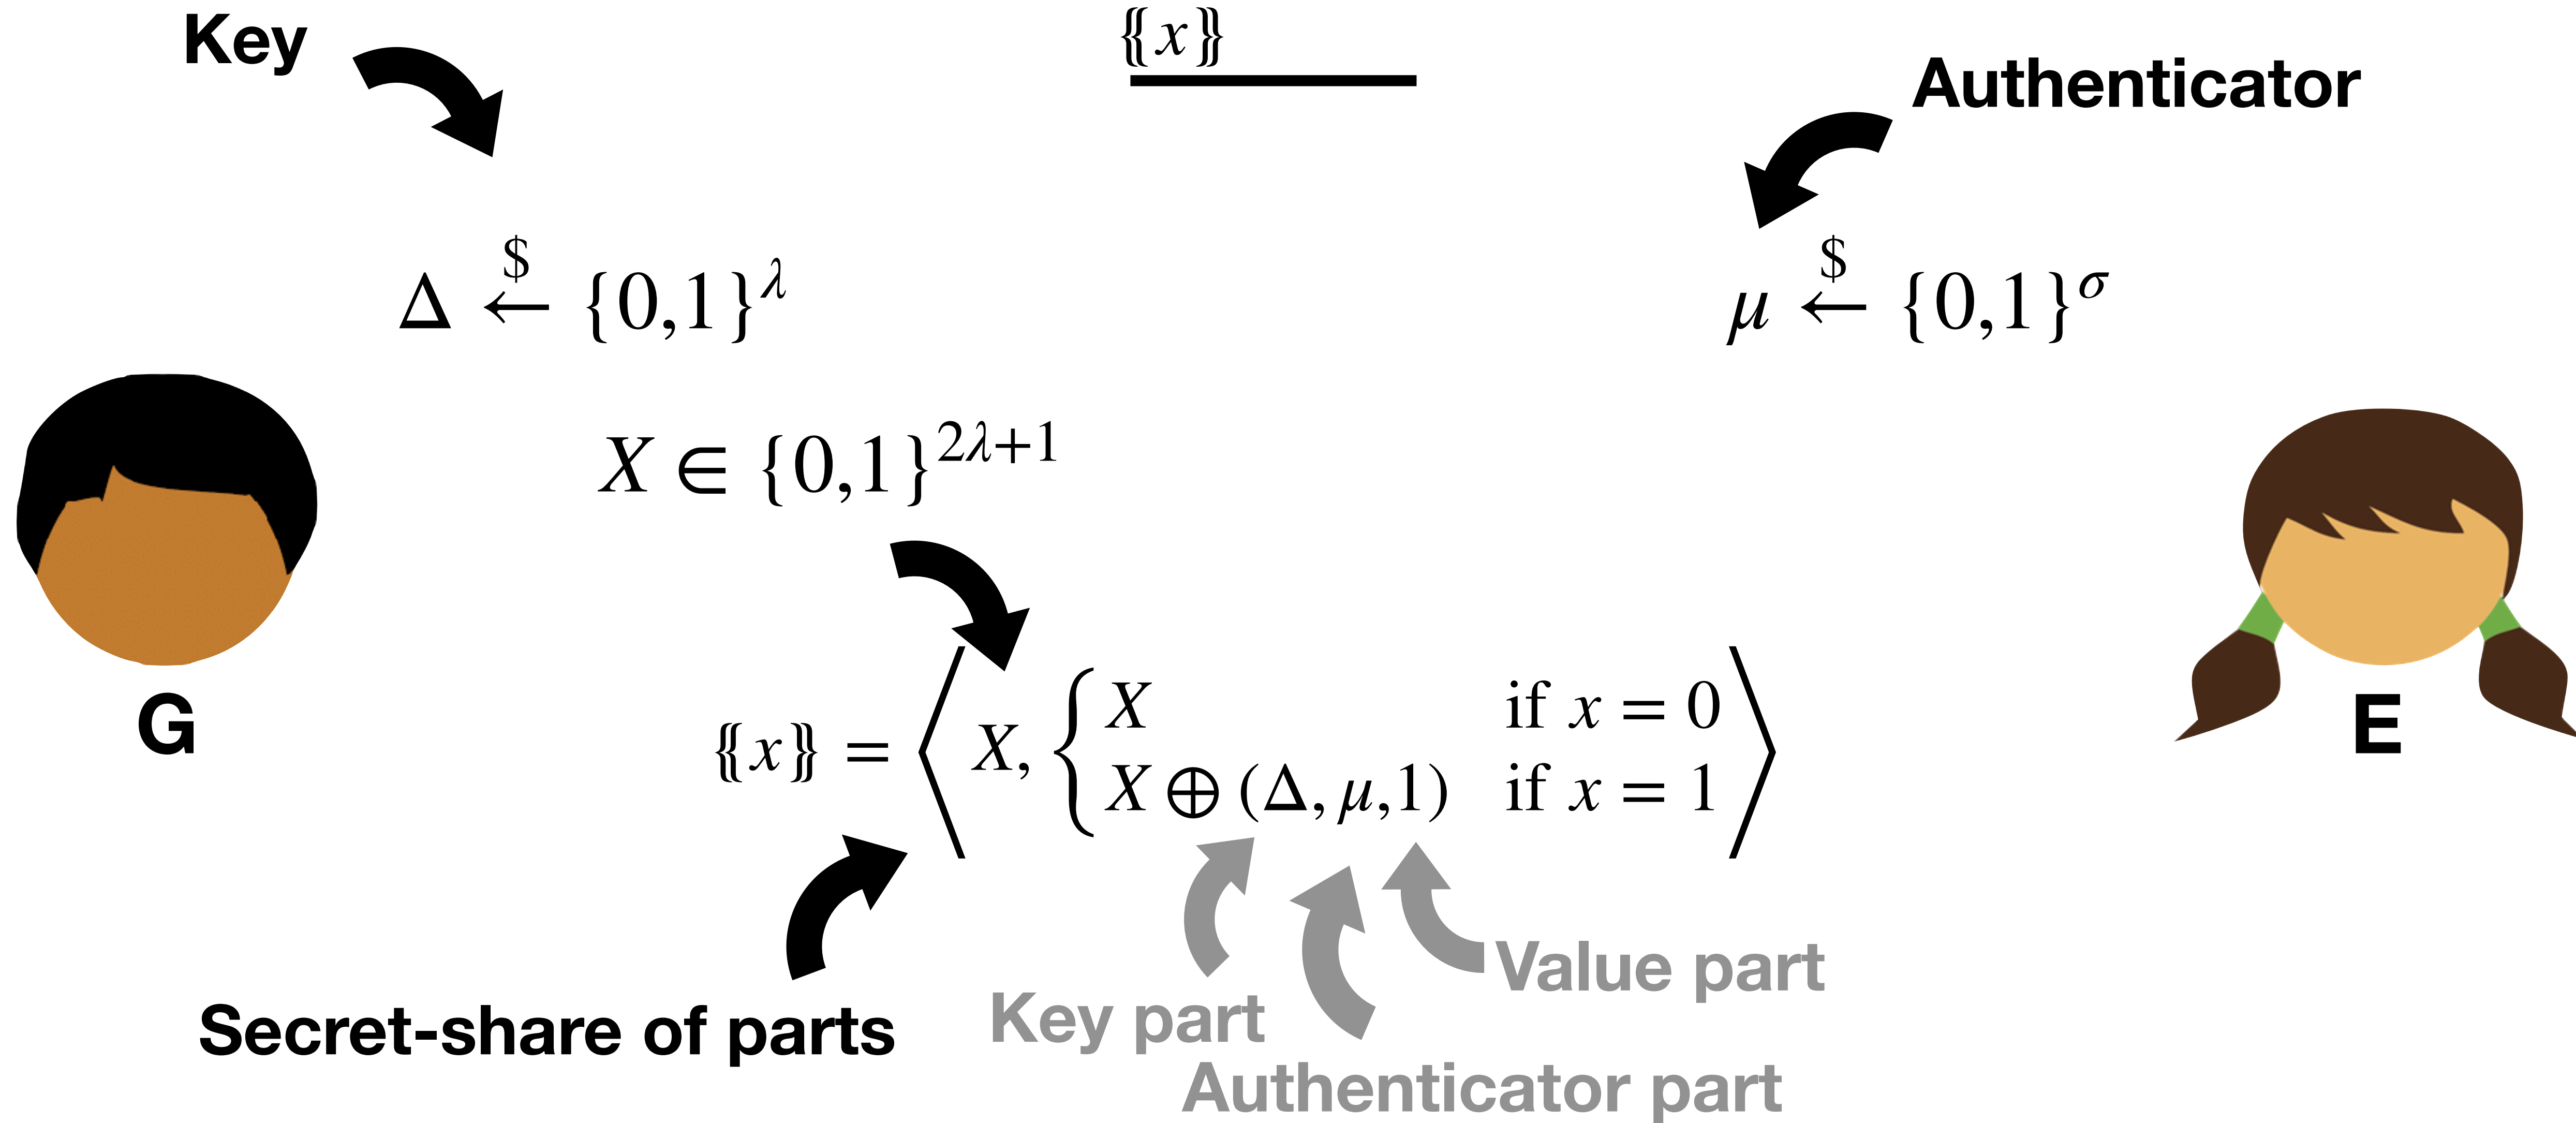 Key
{{x}}
Authenticator
Δ ←$ {0,1}^λ
μ ←$ {0,1}^σ
X ∈ {0,1}^{2λ+1}
G
E
{{x}} = ⟨X, { X if x = 0
X ⊕ (Δ, μ,1) if x = 1 ⟩
Value part
Key part
Secret-share of parts
Authenticator part